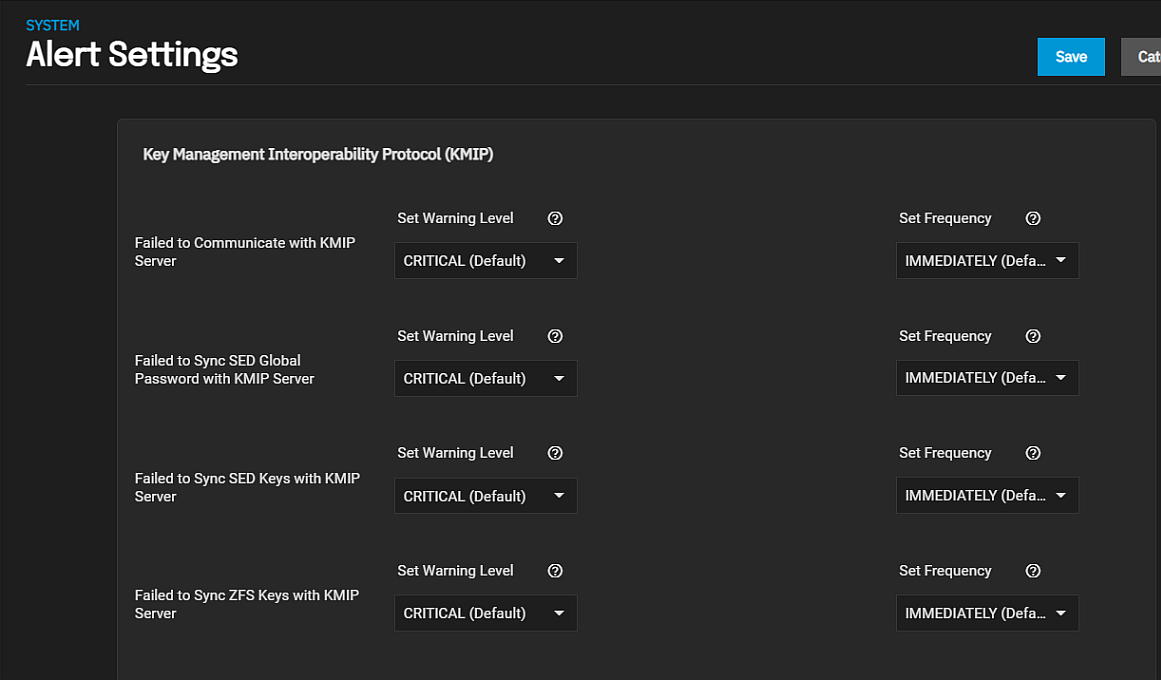 SYSTEM
Alert Settings
Save
Cat
Key Management Interoperability Protocol (KMIP)
Set Warning Level
Set Frequency
Failed to Communicate with KMIP
Server
CRITICAL (Default)
IMMEDIATELY (Defa...
Set Warning Level
Set Frequency
Failed to Sync SED Global
Password with KMIP Server
CRITICAL (Default)
IMMEDIATELY (Defa...
Set Warning Level
Set Frequency
Failed to Sync SED Keys with KMIP
Server
CRITICAL (Default)
IMMEDIATELY (Defa...
Set Warning Level
Set Frequency
Failed to Sync ZFS Keys with KMIP
Server
CRITICAL (Default)
IMMEDIATELY (Defa...